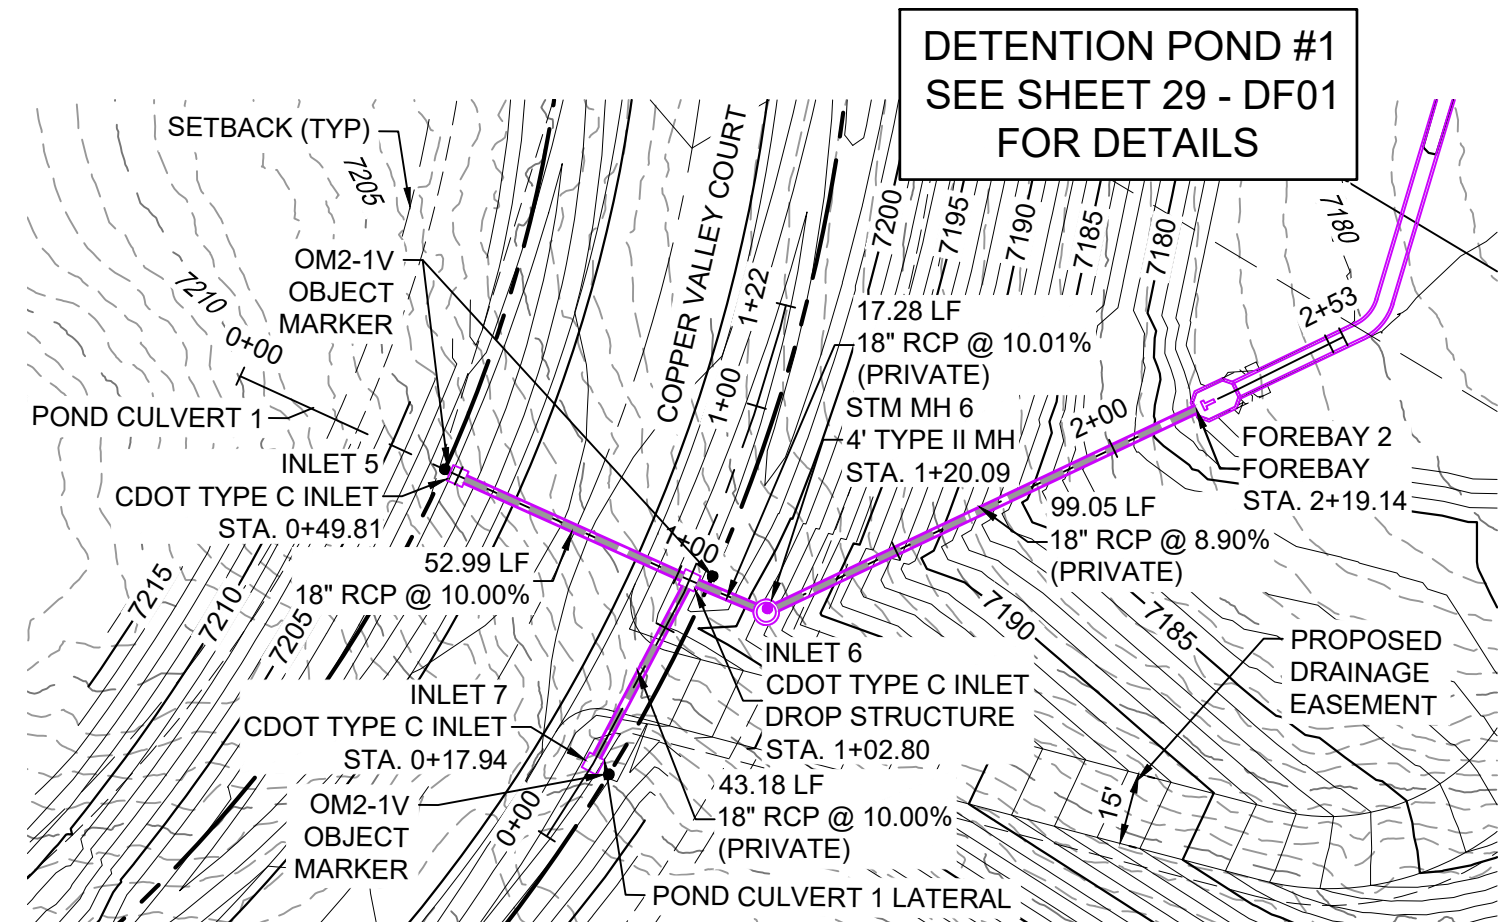 DETENTION POND #1
SEE SHEET 29 - DF01
FOR DETAILS
SETBACK (TYP)
7205
OM2-1V
OBJECT
MARKER
7210
0+00
POND CULVERT 1
INLET 5
CDOT TYPE C INLET
STA. 0+49.81
52.99 LF
18" RCP @ 10.00%
7215
7210
7205
COPPER VALLEY COURT
1+00
1+22
1+00
7200
7195
7190
7185
7180
7180
17.28 LF
18" RCP @ 10.01%
(PRIVATE)
STM MH 6
4' TYPE II MH
STA. 1+20.09
2+00
2+53
FOREBAY 2
FOREBAY
STA. 2+19.14
99.05 LF
18" RCP @ 8.90%
(PRIVATE)
7190
7185
PROPOSED
DRAINAGE
EASEMENT
15'
INLET 6
CDOT TYPE C INLET
DROP STRUCTURE
STA. 1+02.80
INLET 7
CDOT TYPE C INLET
STA. 0+17.94
43.18 LF
18" RCP @ 10.00%
(PRIVATE)
OM2-1V
OBJECT
MARKER
0+00
POND CULVERT 1 LATERAL